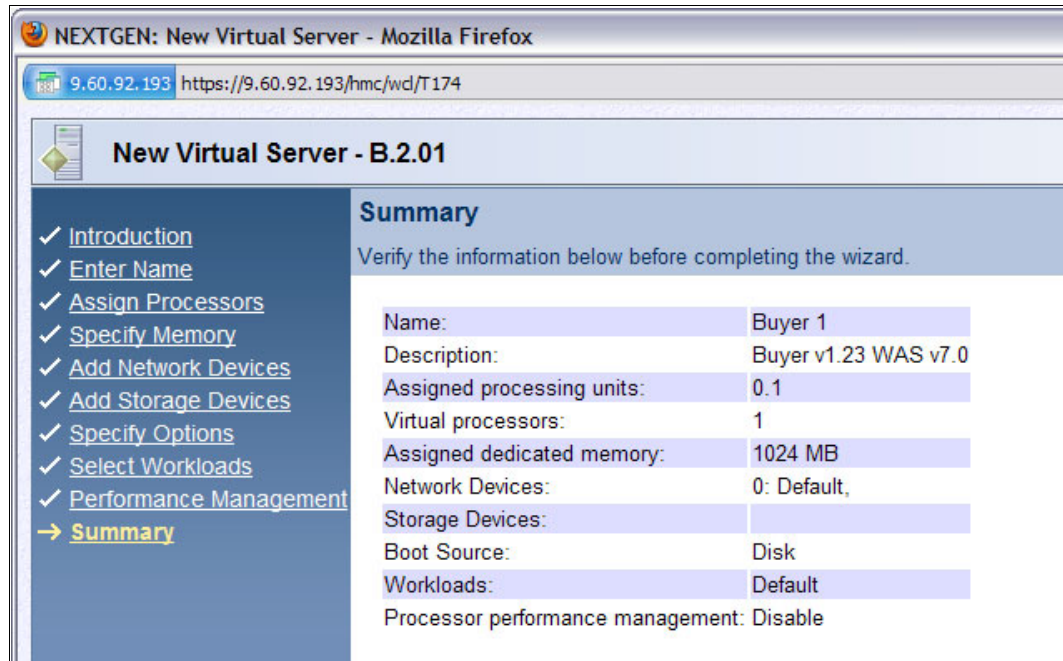 NEXTGEN: New Virtual Server - Mozilla Firefox
9.60.92.193 https://9.60.92.193/hmc/wcl/T174
New Virtual Server - B.2.01
Introduction
Enter Name
Assign Processors
Specify Memory
Add Network Devices
Add Storage Devices
Specify Options
Select Workloads
Performance Management
Summary
Summary
Verify the information below before completing the wizard.
Name: Buyer 1
Description: Buyer v1.23 WAS v7.0
Assigned processing units: 0.1
Virtual processors: 1
Assigned dedicated memory: 1024 MB
Network Devices: 0: Default,
Storage Devices:
Boot Source: Disk
Workloads: Default
Processor performance management: Disable